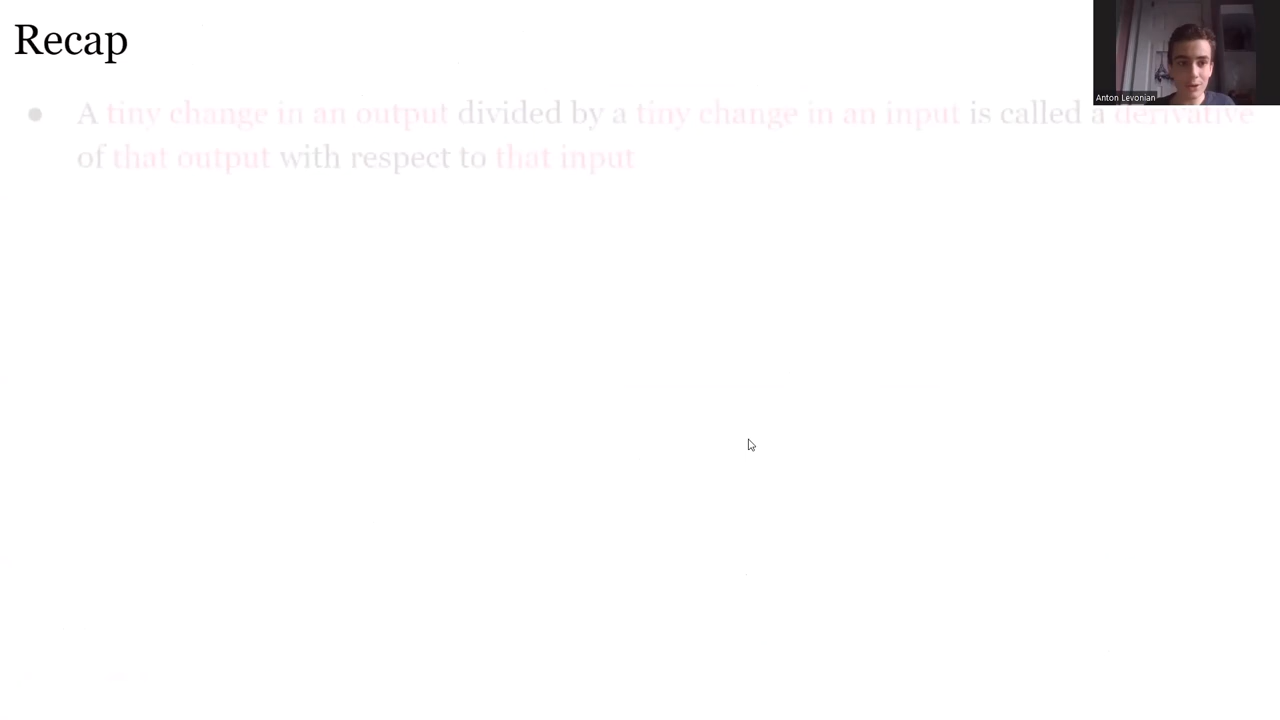 Recap
● A tiny change in an output divided by a tiny change in an input is called a derivative
of that output with respect to that input
Anton Levonian